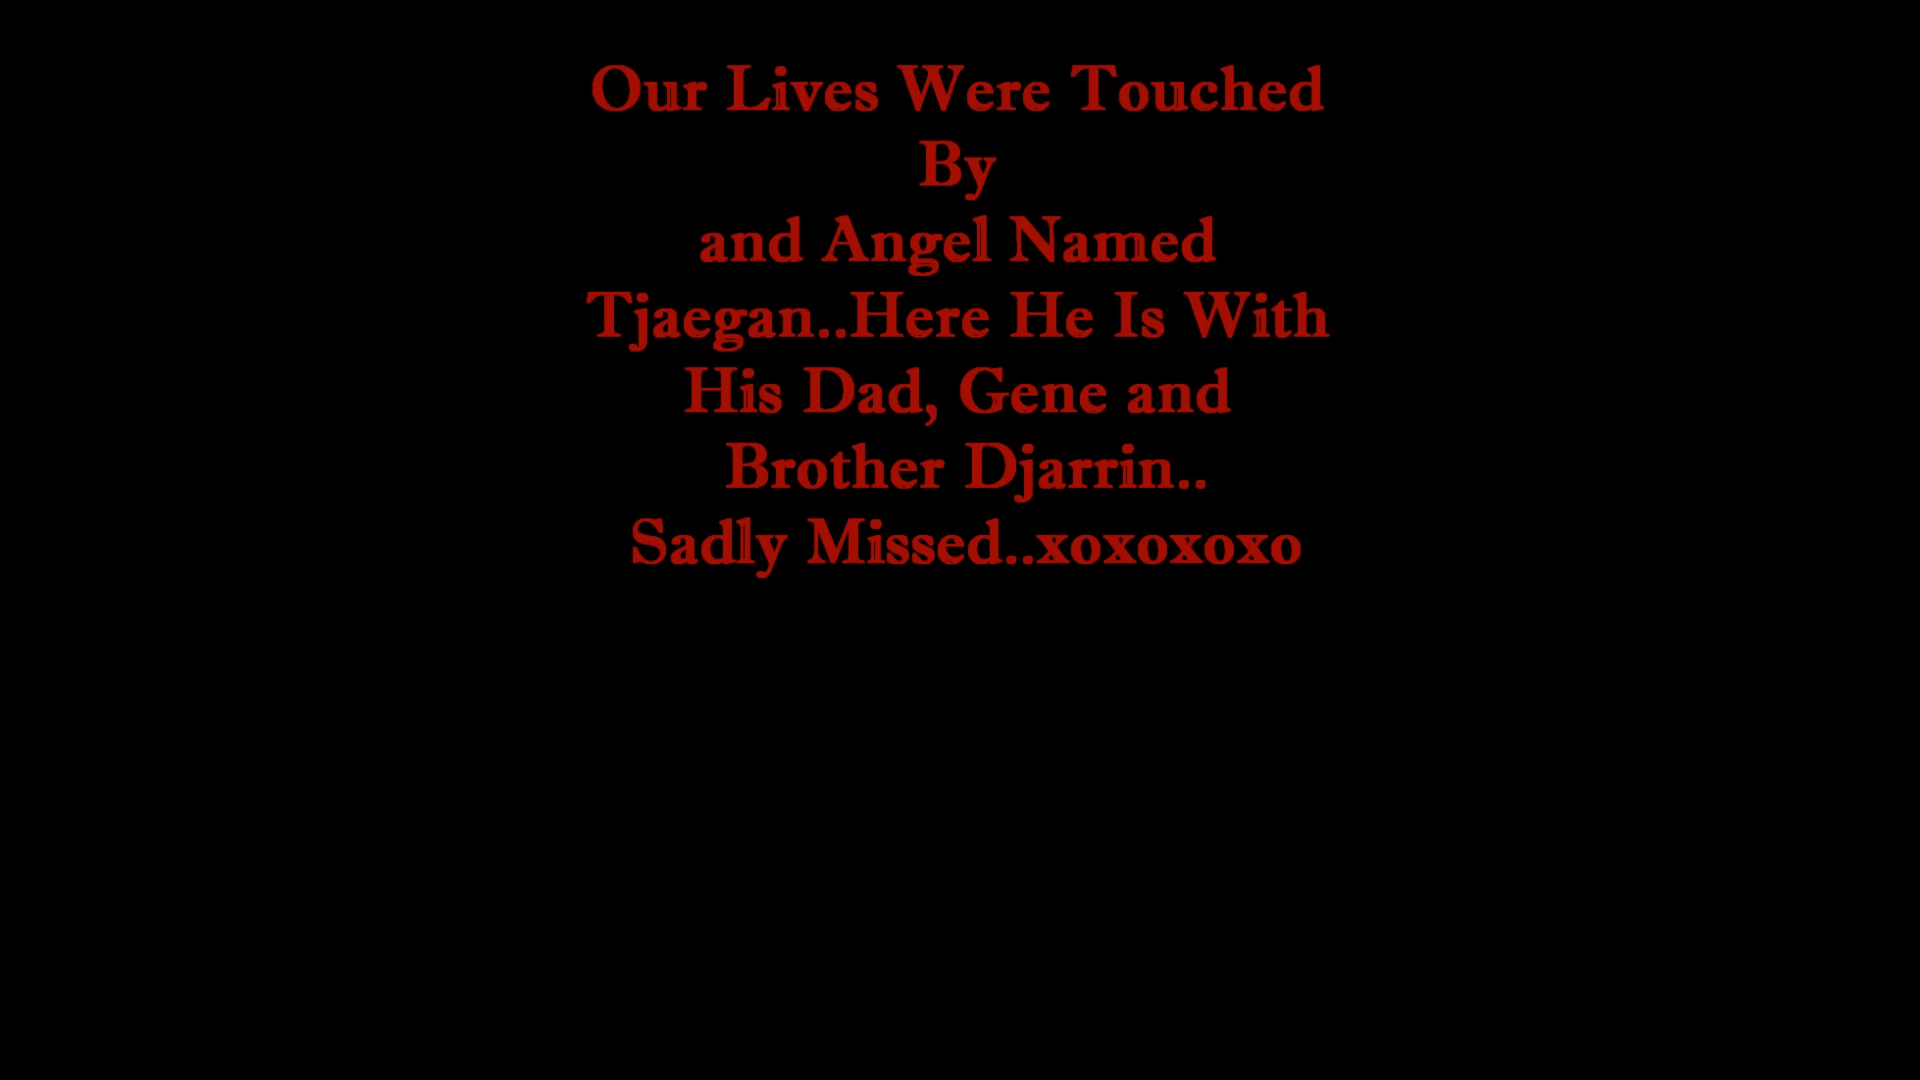 Our Lives Were Touched
By
and Angel Named
Tjaegan..Here He Is With
His Dad, Gene and
Brother Djarrin..
Sadly Missed..xoxoxoxo